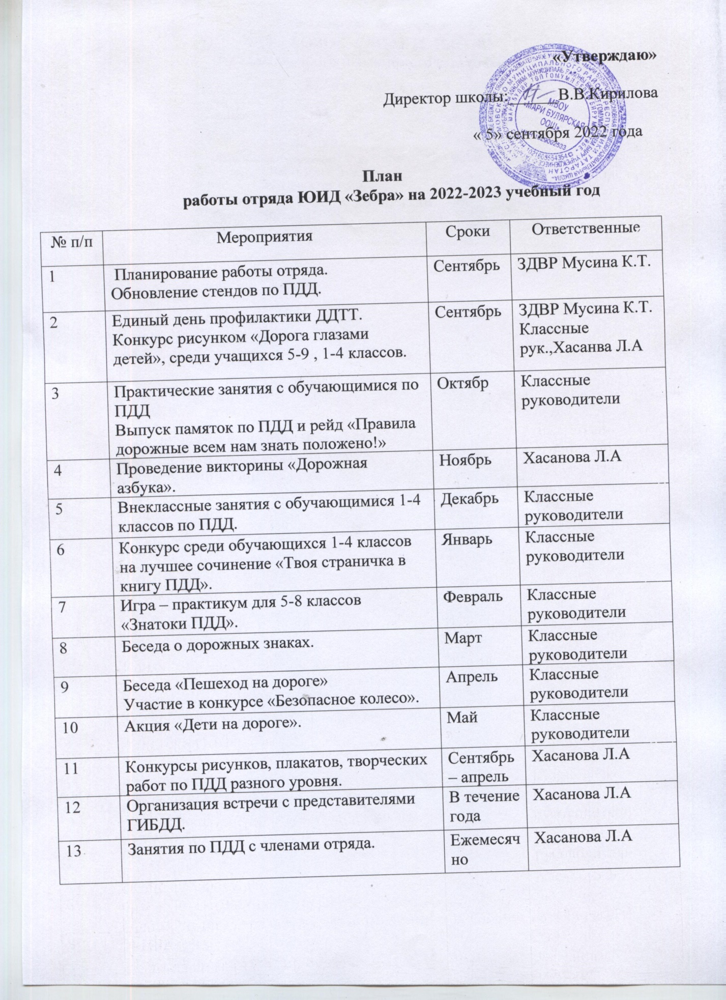 «Утверждаю»
Директор школы:______В.В.Кирилова
« 5» сентября 2022 года
МБОУ
«МАРИ БУЛЯРСКАЯ
ООШ»
План
работы отряда ЮИД «Зебра» на 2022-2023 учебный год
№ п/п Мероприятия Сроки Ответственные
1 Планирование работы отряда. Сентябрь ЗДВР Мусина К.Т.
Обновление стендов по ПДД.
2 Единый день профилактики ДДТТ. Сентябрь ЗДВР Мусина К.Т.
Конкурс рисунком «Дорога глазами Классные
детей», среди учащихся 5-9 , 1-4 классов. рук.,Хасанва Л.А
3 Практические занятия с обучающимися по Октябр Классные
ПДД руководители
Выпуск памяток по ПДД и рейд «Правила
дорожные всем нам знать положено!»
4 Проведение викторины «Дорожная Ноябрь Хасанова Л.А
азбука».
5 Внеклассные занятия с обучающимися 1-4 Декабрь Классные
классов по ПДД. руководители
6 Конкурс среди обучающихся 1-4 классов Январь Классные
на лучшее сочинение «Твоя страничка в руководители
книгу ПДД».
7 Игра – практикум для 5-8 классов Февраль Классные
«Знатоки ПДД». руководители
8 Беседа о дорожных знаках. Март Классные
руководители
9 Беседа «Пешеход на дороге» Апрель Классные
Участие в конкурсе «Безопасное колесо». руководители
10 Акция «Дети на дороге». Май Классные
руководители
11 Конкурсы рисунков, плакатов, творческих Сентябрь Хасанова Л.А
работ по ПДД разного уровня. – апрель
12 Организация встречи с представителями В течение Хасанова Л.А
ГИБДД. года
13 Занятия по ПДД с членами отряда. Ежемесяч Хасанова Л.А
но